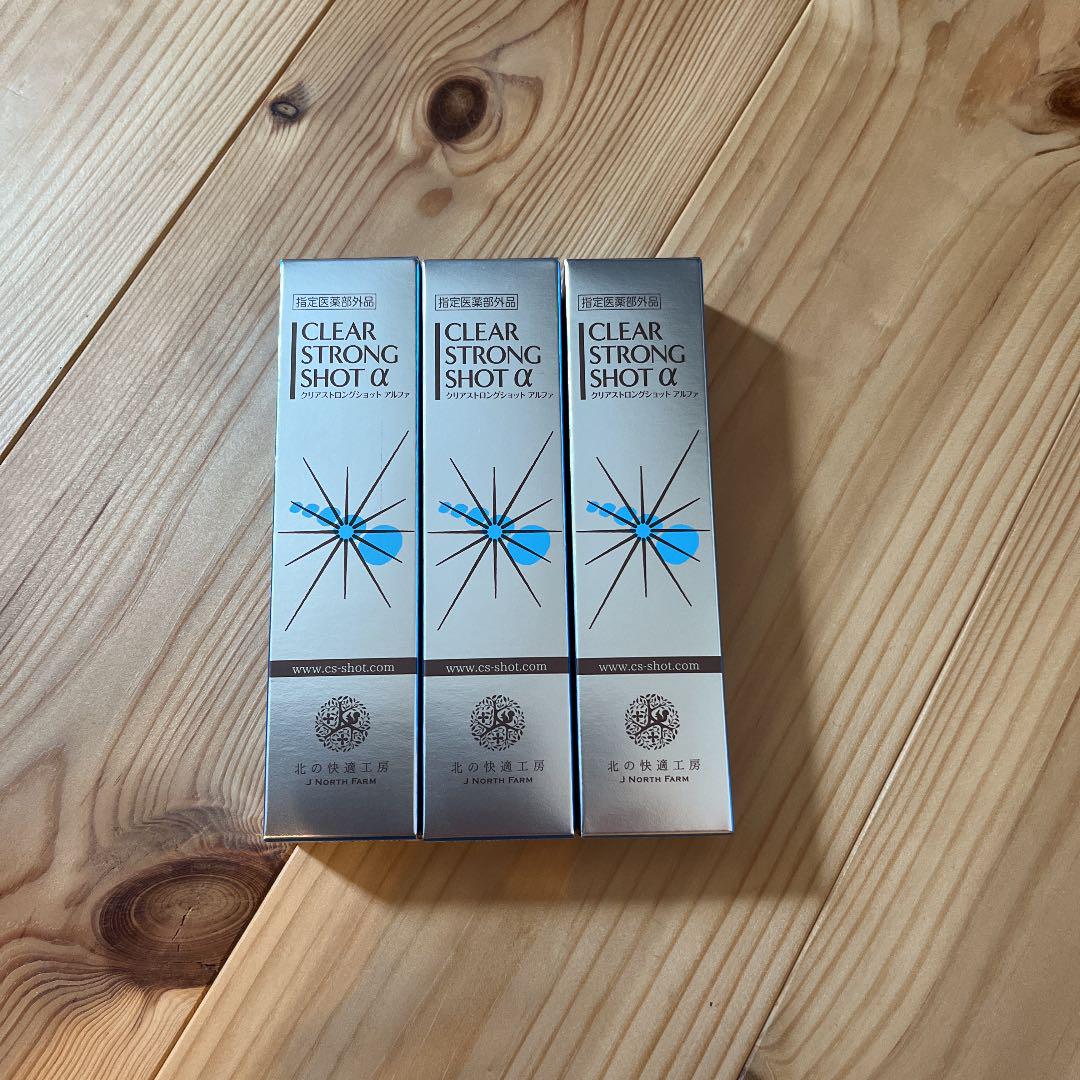 指定医薬部外品
CLEAR
STRONG
SHOT α
クリアストロングショット アルファ
www.cs-shot.com
北の快適工房
J NORTH FARM
指定医薬部外品
CLEAR
STRONG
SHOT α
クリアストロングショット アルファ
www.cs-shot.com
北の快適工房
J NORTH FARM
指定医薬部外品
CLEAR
STRONG
SHOT α
クリアストロングショット アルファ
www.cs-shot.com
北の快適工房
J NORTH FARM